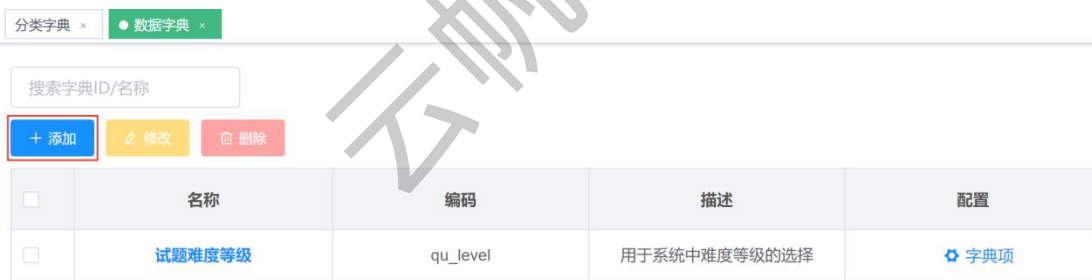 分类字典 × 数据字典 ×
搜索字典ID/名称
+ 添加 修改 删除
名称 编码 描述 配置
试题难度等级 qu_level 用于系统中难度等级的选择 字典项
云帆